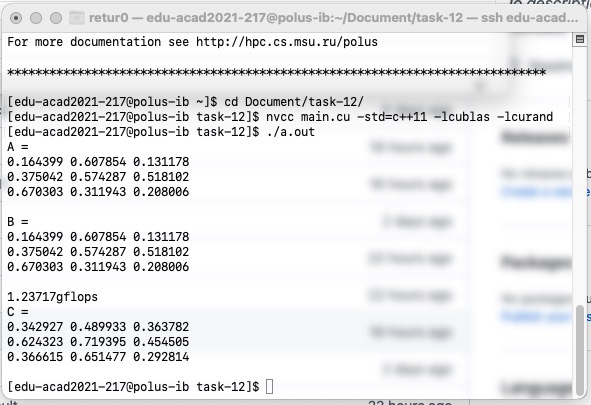 retur0 — edu-acad2021-217@polus-ib:~/Document/task-12 — ssh edu-acad...
For more documentation see http://hpc.cs.msu.ru/polus
*****************************************************************************
[edu-acad2021-217@polus-ib ~]$ cd Document/task-12/
[edu-acad2021-217@polus-ib task-12]$ nvcc main.cu -std=c++11 -lcublas -lcurand
[edu-acad2021-217@polus-ib task-12]$ ./a.out
A =
0.164399 0.607854 0.131178
0.375042 0.574287 0.518102
0.670303 0.311943 0.208006
B =
0.164399 0.607854 0.131178
0.375042 0.574287 0.518102
0.670303 0.311943 0.208006
1.23717gflops
C =
0.342927 0.489933 0.363782
0.624323 0.719395 0.454505
0.366615 0.651477 0.292814
[edu-acad2021-217@polus-ib task-12]$